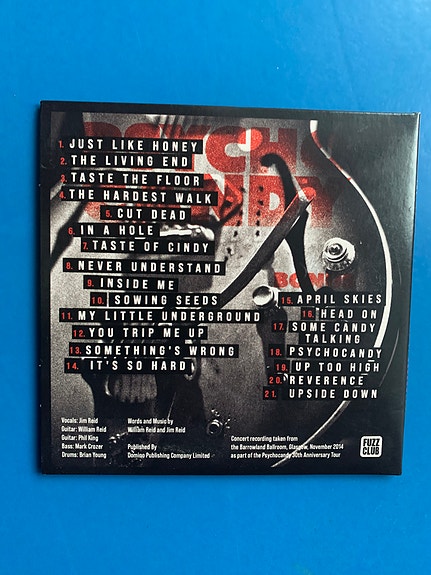 PSYCHO
CANDY
1. JUST LIKE HONEY
2. THE LIVING END
3. TASTE THE FLOOR
4. THE HARDEST WALK
5. CUT DEAD
6. IN A HOLE
7. TASTE OF CINDY
8. NEVER UNDERSTAND
9. INSIDE ME
10. SOWING SEEDS
11. MY LITTLE UNDERGROUND
12. YOU TRIP ME UP
13. SOMETHING'S WRONG
14. IT'S SO HARD
BONUS
15. APRIL SKIES
16. HEAD ON
17. SOME CANDY
TALKING
18. PSYCHOCANDY
19. UP TOO HIGH
20. REVERENCE
21. UPSIDE DOWN
Vocals: Jim Reid
Guitar: William Reid
Guitar: Phil King
Bass: Mark Crozer
Drums: Brian Young
Words and Music by
William Reid and Jim Reid
Published By
Domino Publishing Company Limited
Concert recording taken from
the Barrowland Ballroom, Glasgow, November 2014
as part of the Psychocandy 30th Anniversary Tour
FUZZ
CLUB